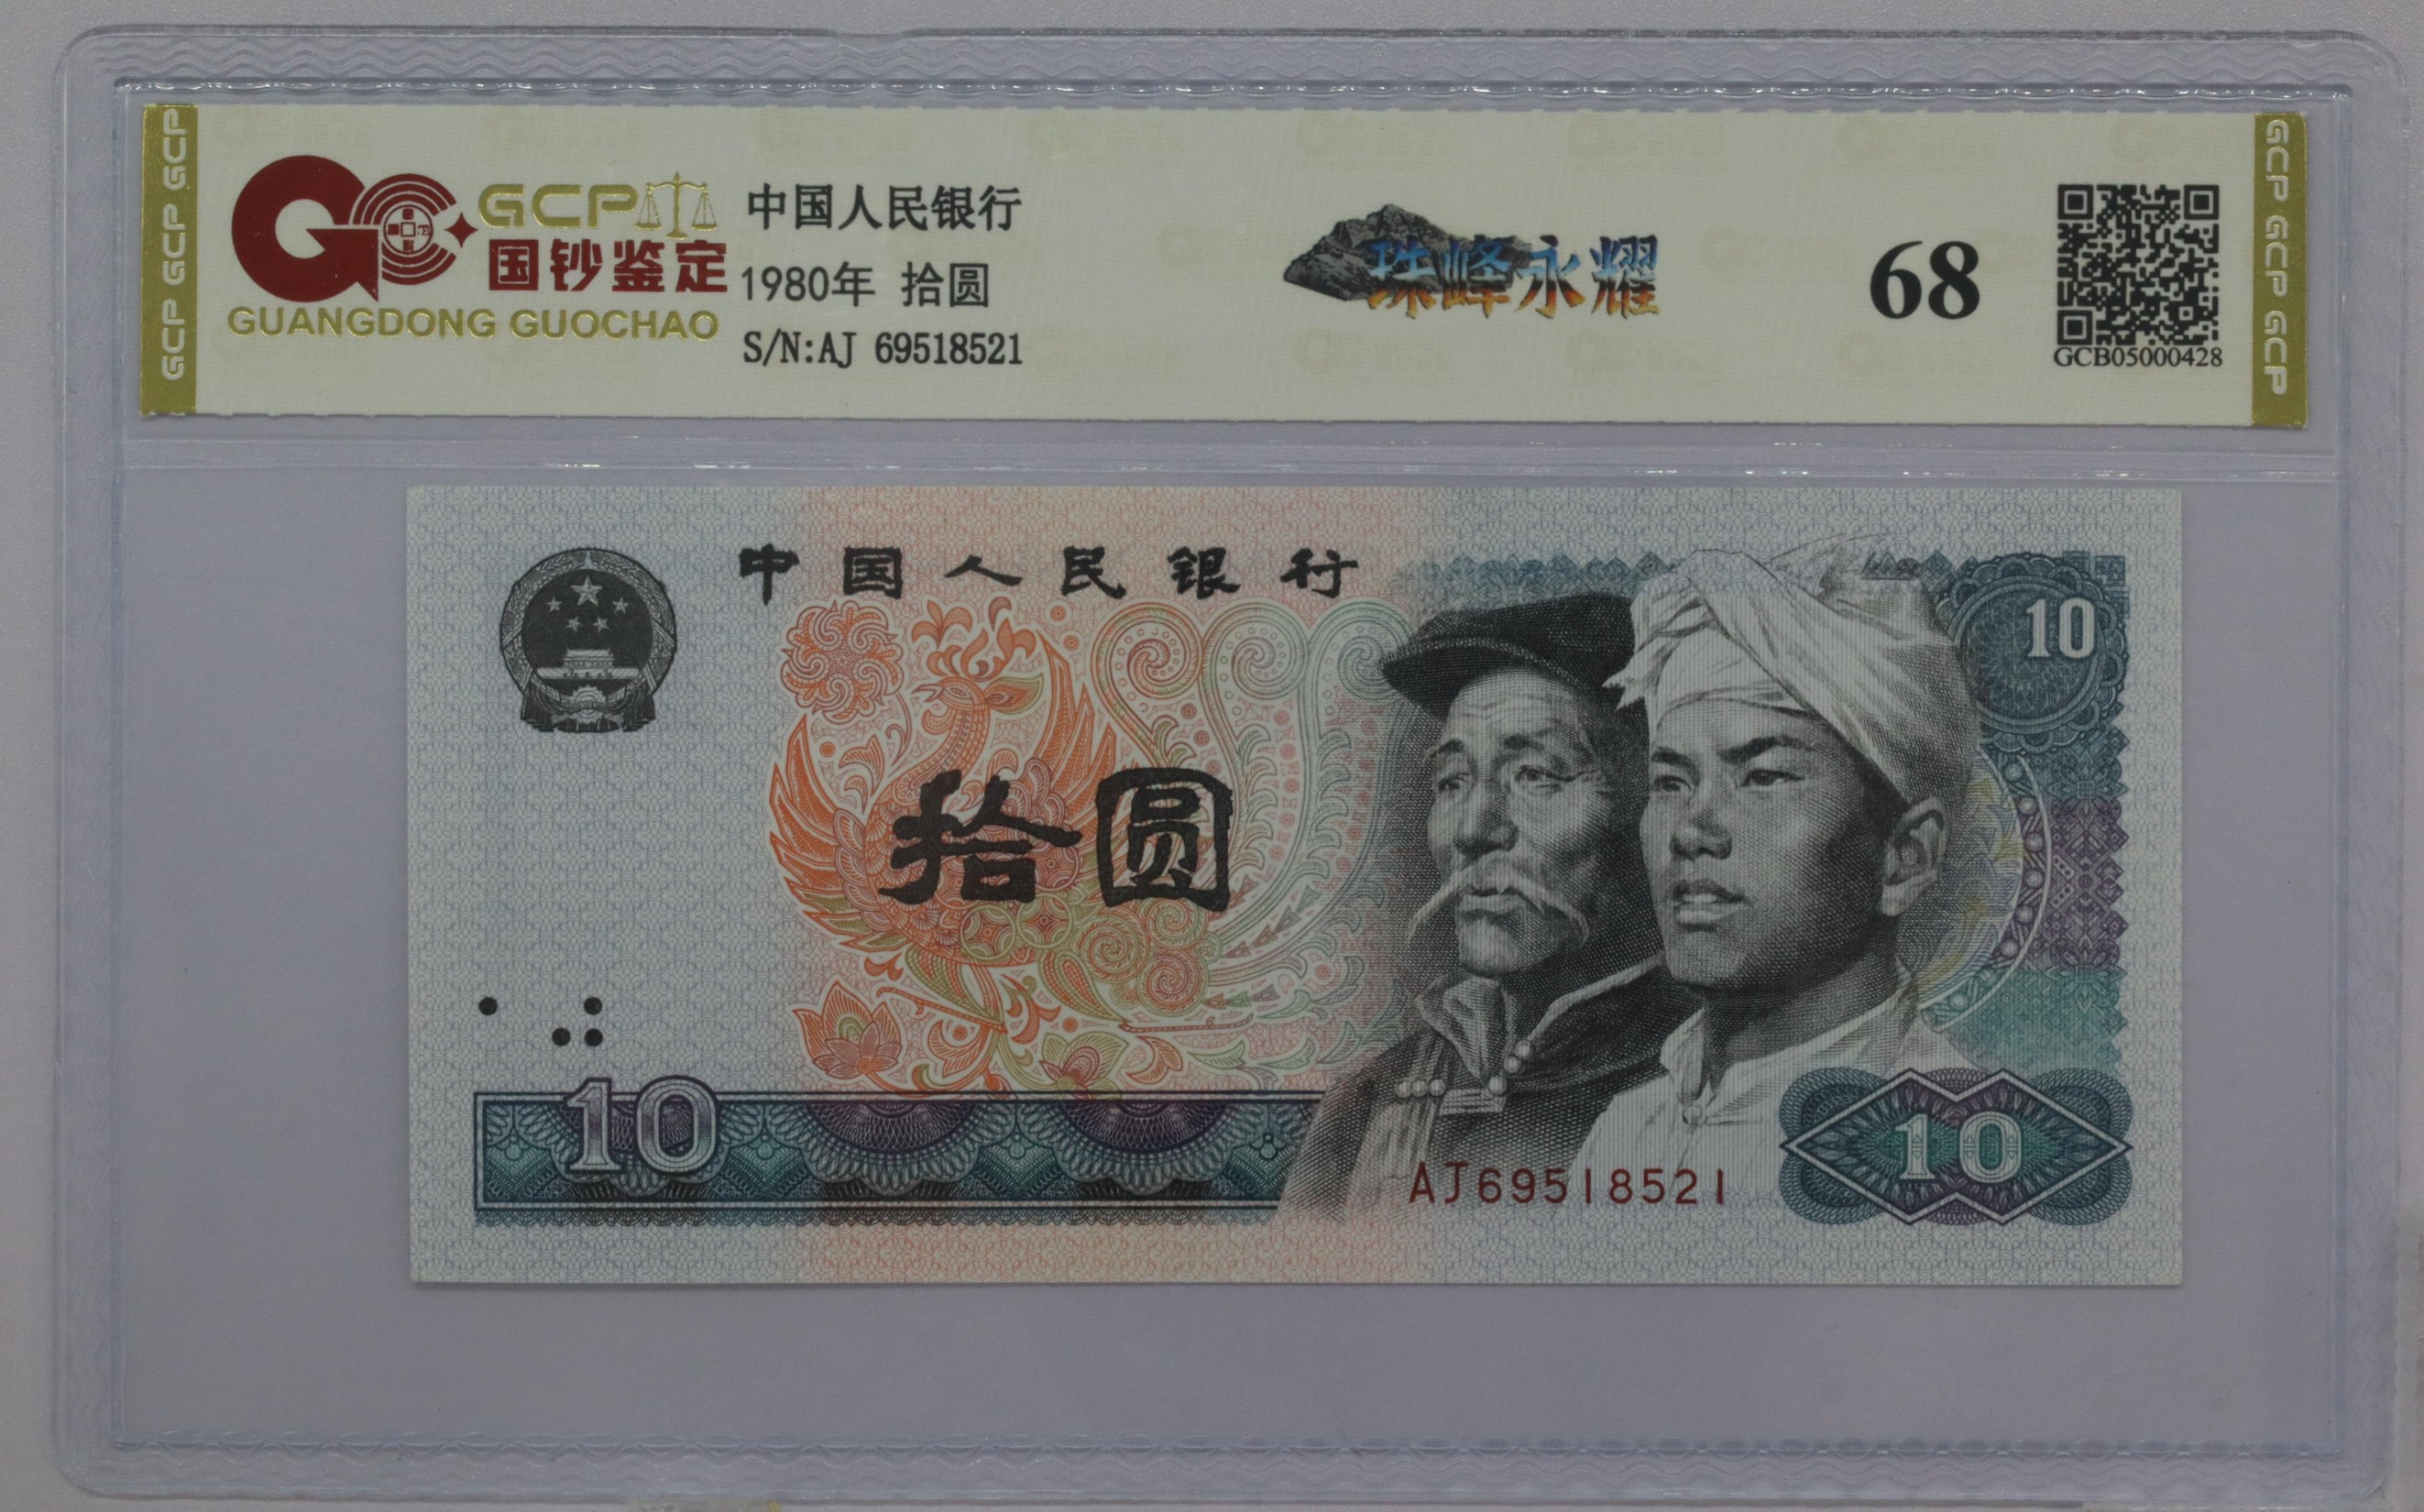 GCP GCP GCP
GCP
国钞鉴定
GUANGDONG GUOCHAO
中国人民银行
1980年 拾圆
S/N:AJ 69518521
珠峰永耀
68
GCB05000428
GCP GCP GCP
中国人民银行
10
拾圆
10
AJ69518521
10